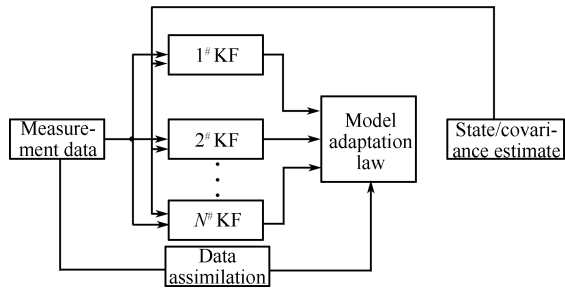 1# KF
Measure-
ment data
2# KF
Model
adaptation
law
State/covari-
ance estimate
N# KF
Data
assimilation